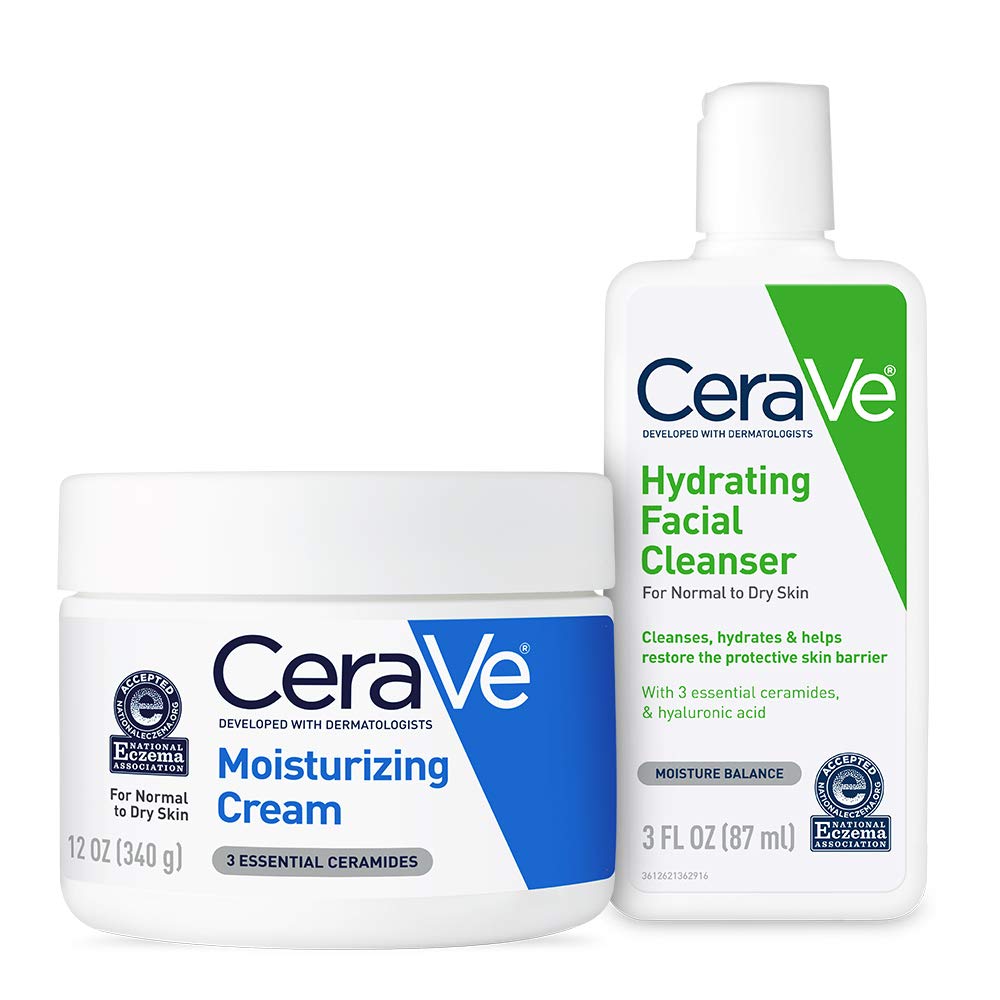 CeraVe®
DEVELOPED WITH DERMATOLOGISTS
Moisturizing
Cream
3 ESSENTIAL CERAMIDES
ACCEPTED
NATIONALECZEMA.ORG
e
NATIONAL
Eczema
ASSOCIATION
For Normal
to Dry Skin
12 OZ (340 g)
CeraVe®
DEVELOPED WITH DERMATOLOGISTS
Hydrating
Facial
Cleanser
For Normal to Dry Skin
Cleanses, hydrates & helps
restore the protective skin barrier
With 3 essential ceramides,
& hyaluronic acid
MOISTURE BALANCE
3 FL OZ (87 ml)
3612621362916
ACCEPTED
NATIONALECZEMA.ORG
e
NATIONAL
Eczema
ASSOCIATION